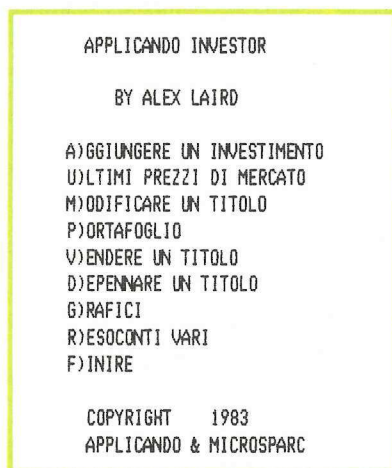 APPLICANDO INVESTOR
BY ALEX LAIRD
A)GGIUNGERE UN INVESTIMENTO
U)LTIMI PREZZI DI MERCATO
M)ODIFICARE UN TITOLO
P)ORTAFOGLIO
V)ENDERE UN TITOLO
D)EPENNARE UN TITOLO
G)RAFICI
R)ESOCONTI VARI
F)INIRE
COPYRIGHT 1983
APPLICANDO & MICROSPARC